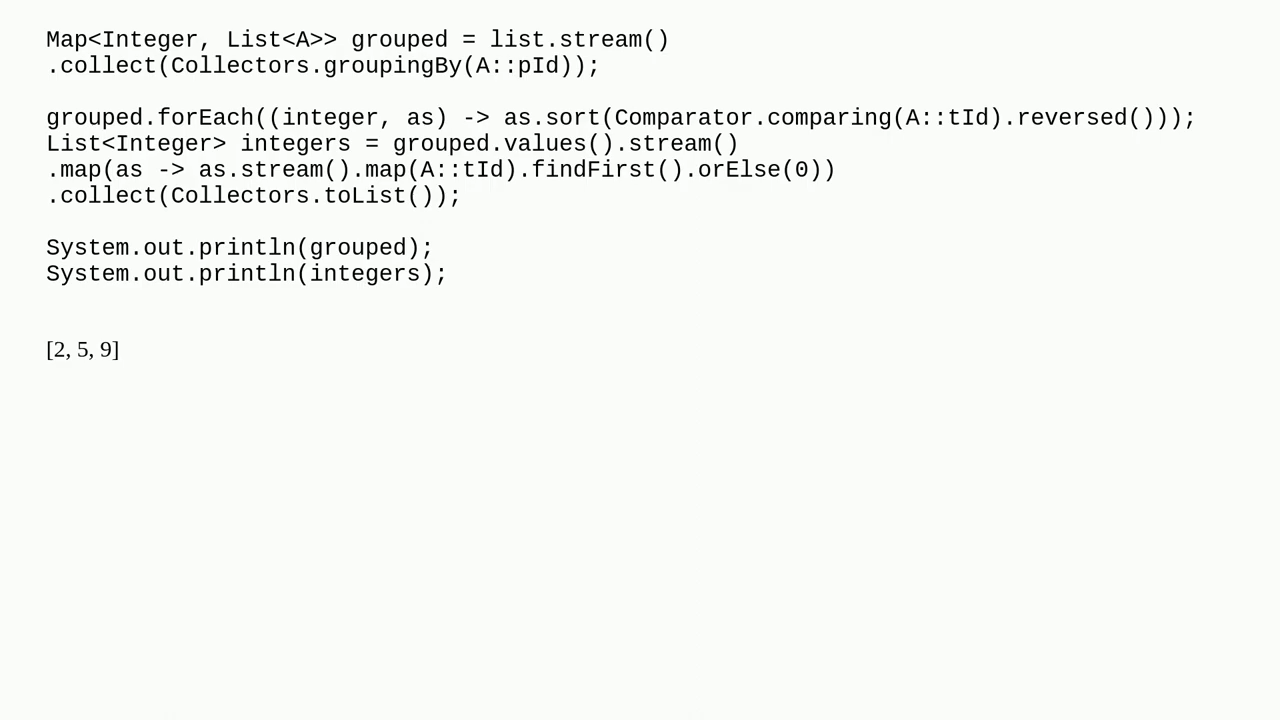 Map<Integer, List<A>> grouped = list.stream()
.collect(Collectors.groupingBy(A::pId));
grouped.forEach((integer, as) -> as.sort(Comparator.comparing(A::tId).reversed()));
List<Integer> integers = grouped.values().stream()
.map(as -> as.stream().map(A::tId).findFirst().orElse(0))
.collect(Collectors.toList());
System.out.println(grouped);
System.out.println(integers);
[2, 5, 9]